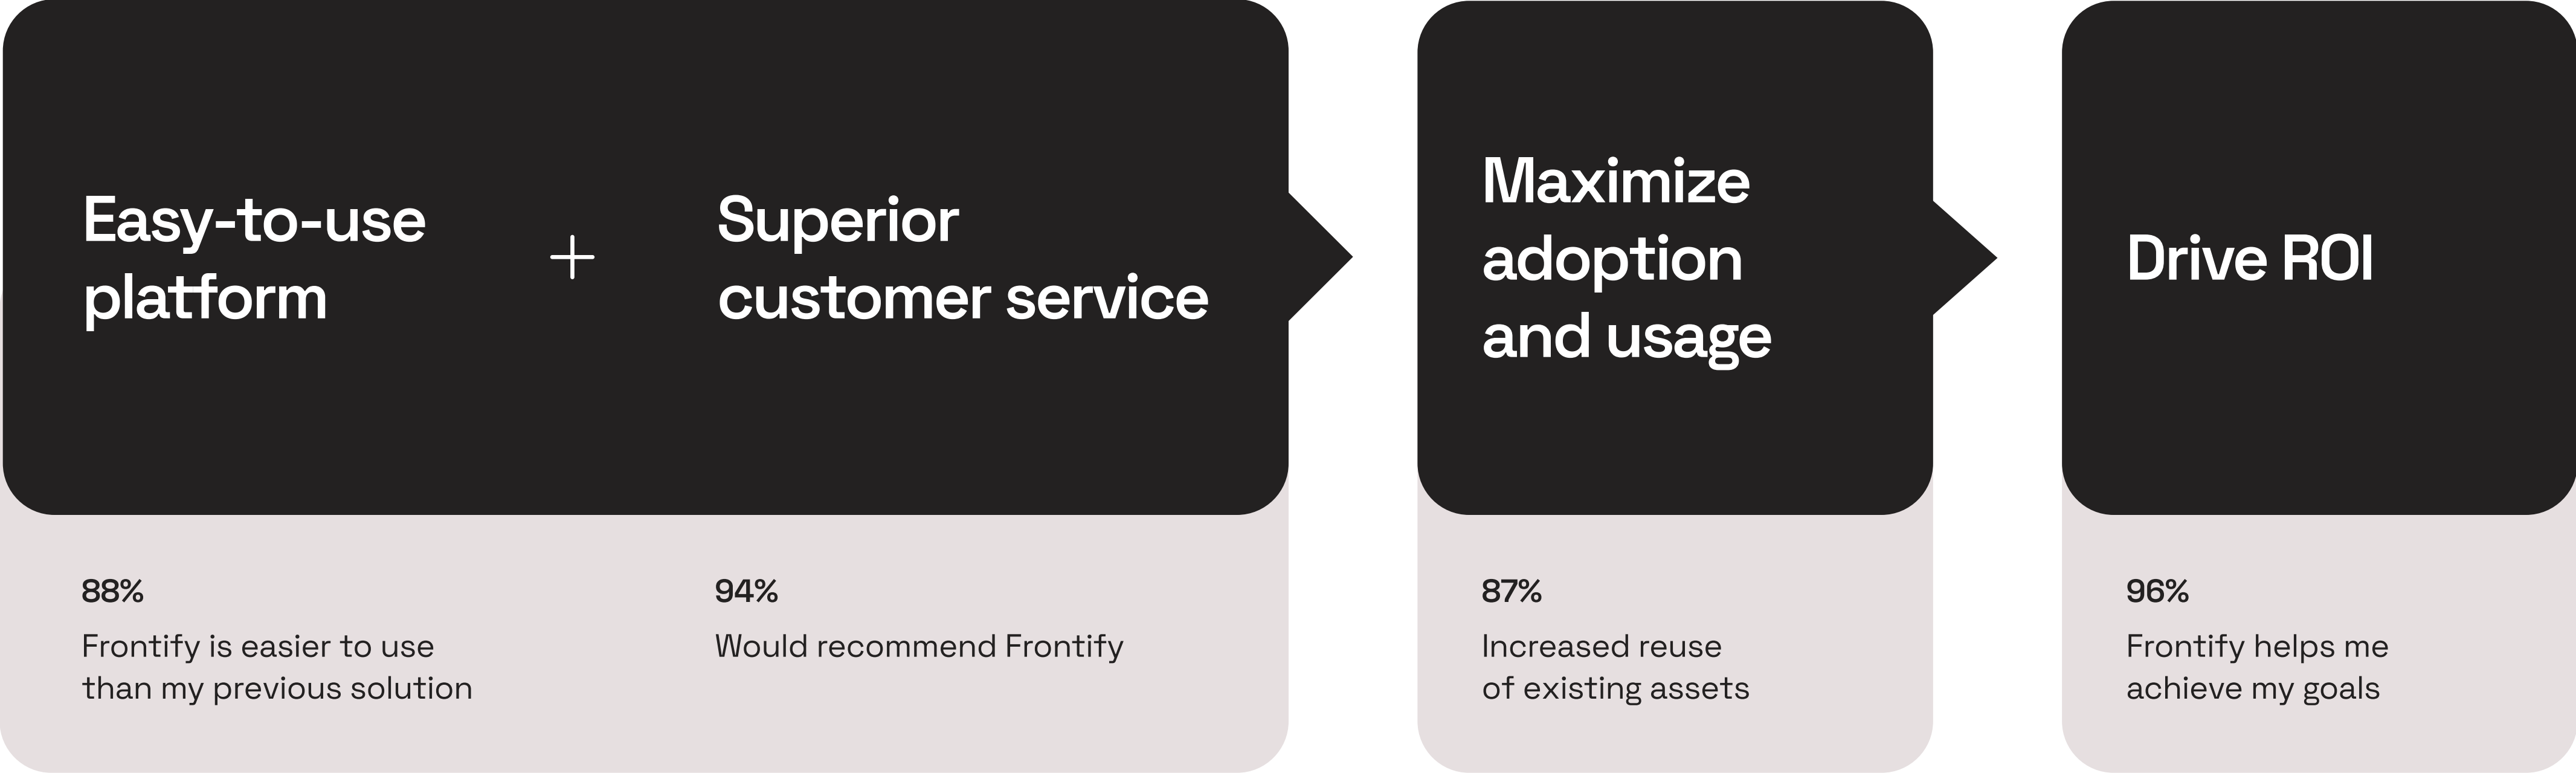 Easy-to-use
platform
+
Superior
customer service
Maximize
adoption
and usage
Drive ROI
88%
Frontify is easier to use
than my previous solution
94%
Would recommend Frontify
87%
Increased reuse
of existing assets
96%
Frontify helps me
achieve my goals